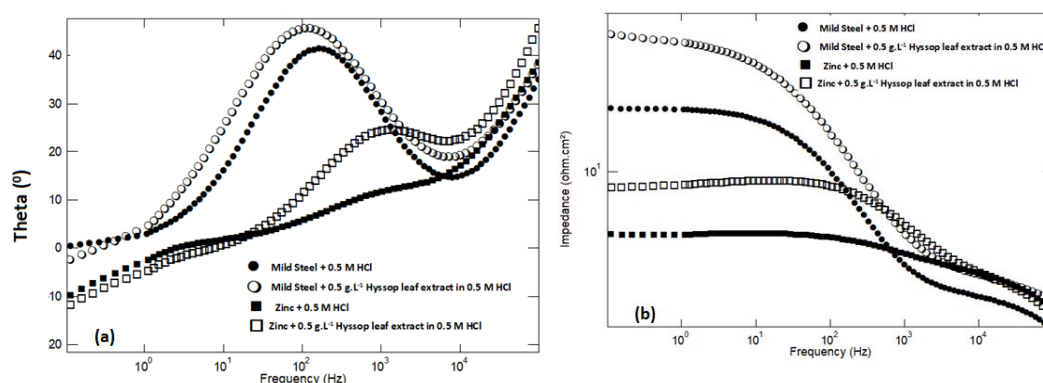 40
30
20
10
0
10
20
Theta (⁰)
Mild Steel + 0.5 M HCl
Mild Steel + 0.5 g.L⁻¹ Hyssop leaf extract in 0.5 M HCl
Zinc + 0.5 M HCl
Zinc + 0.5 g.L⁻¹ Hyssop leaf extract in 0.5 M HCl
(a)
10⁰ 10¹ 10² 10³ 10⁴
Frequency (Hz)
Mild Steel + 0.5 M HCl
Mild Steel + 0.5 g.L⁻¹ Hyssop leaf extract in 0.5 M HCl
Zinc + 0.5 M HCl
Zinc + 0.5 g.L⁻¹ Hyssop leaf extract in 0.5 M HCl
Impedance (ohm.cm²)
10¹
(b)
10⁰ 10¹ 10² 10³ 10⁴
Frequency (Hz)